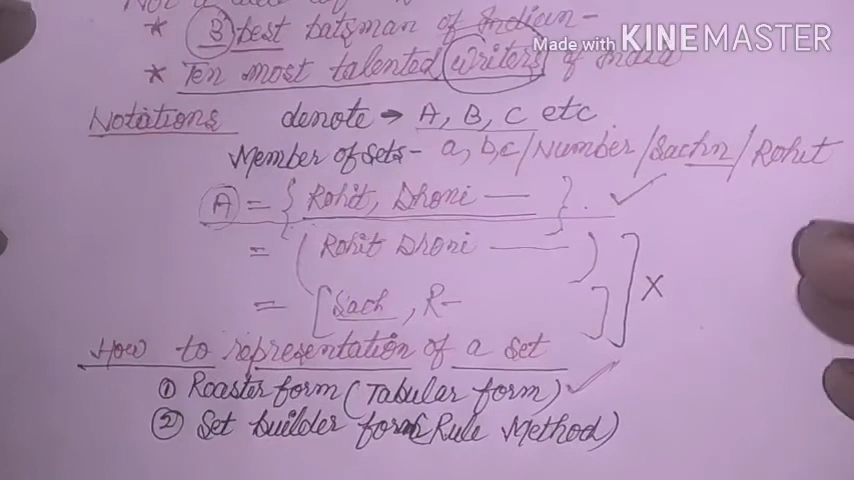 * 3 best batsman of Indian -
Made with KINEMASTER
* Ten most talented writers of India
Notations denote → A, B, C etc
Member of sets - a, b, c / Number / Sachn / Rohit
A = { Rohit, Dhoni — } . ✓
= ( Rohit Dhoni — )
= [ Sach , R- ] ] X
How to representation of a set
① Roaster form (Tabular form) ✓
② Set builder form (Rule Method)